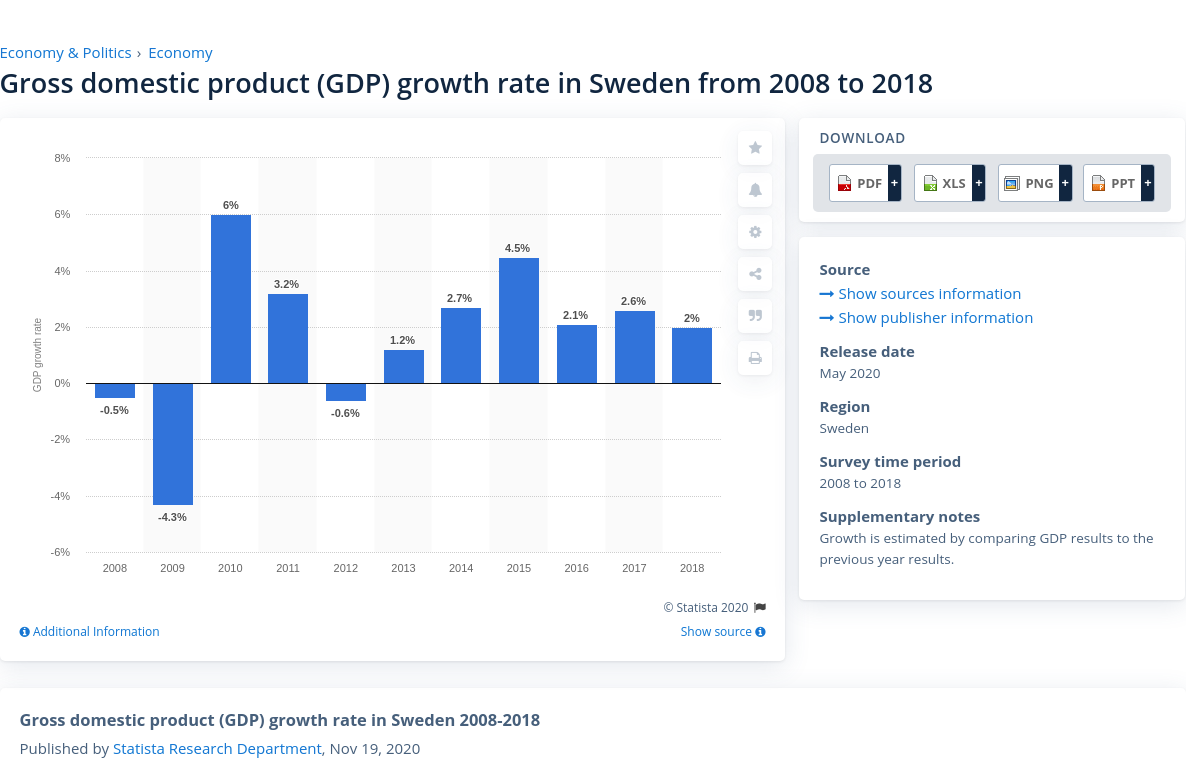 Economy & Politics › Economy
Gross domestic product (GDP) growth rate in Sweden from 2008 to 2018
8%
6%
4%
2%
0%
-2%
-4%
-6%
GDP growth rate
-0.5%
-4.3%
6%
3.2%
-0.6%
1.2%
2.7%
4.5%
2.1%
2.6%
2%
2008 2009 2010 2011 2012 2013 2014 2015 2016 2017 2018
© Statista 2020
Additional Information
Show source
DOWNLOAD
PDF + XLS + PNG + PPT +
Source
Show sources information
Show publisher information
Release date
May 2020
Region
Sweden
Survey time period
2008 to 2018
Supplementary notes
Growth is estimated by comparing GDP results to the
previous year results.
Gross domestic product (GDP) growth rate in Sweden 2008-2018
Published by Statista Research Department, Nov 19, 2020